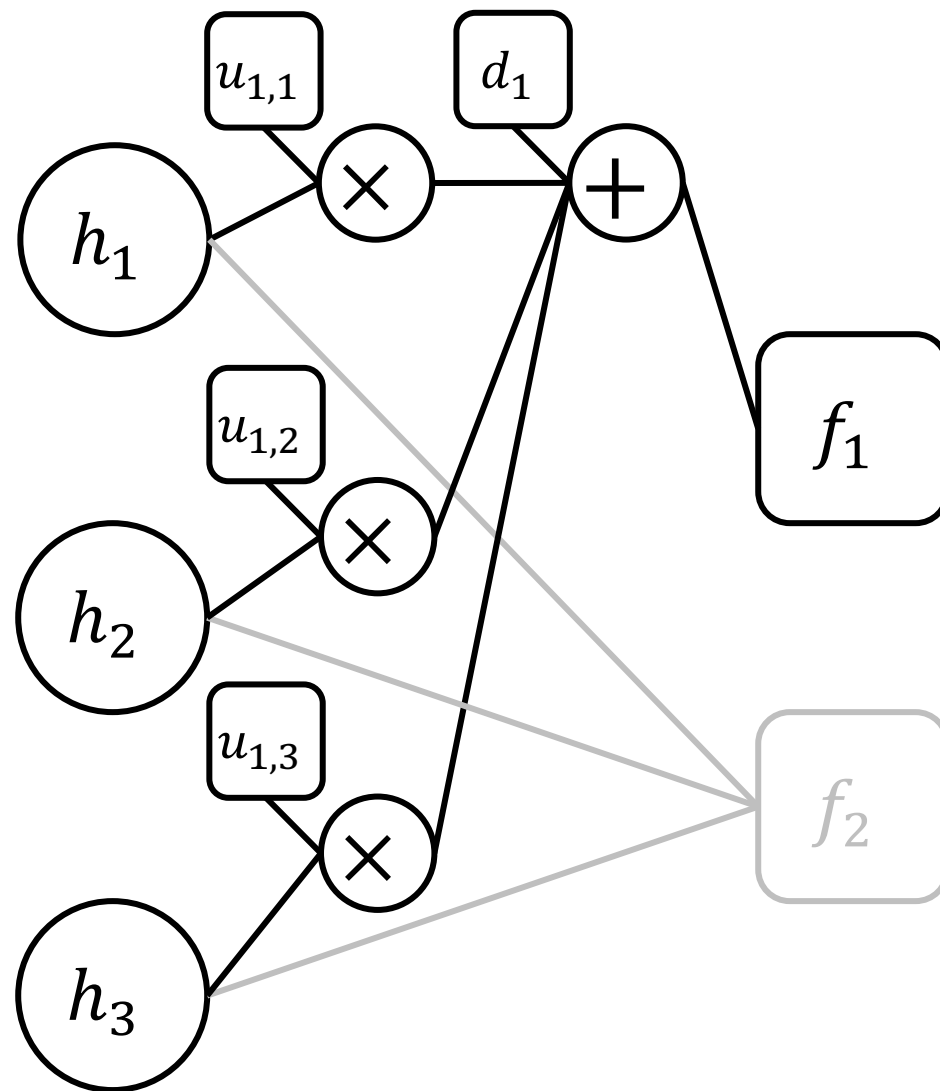 u₁,₁
d₁
×
+
h₁
u₁,₂
f₁
×
h₂
u₁,₃
f₂
×
h₃